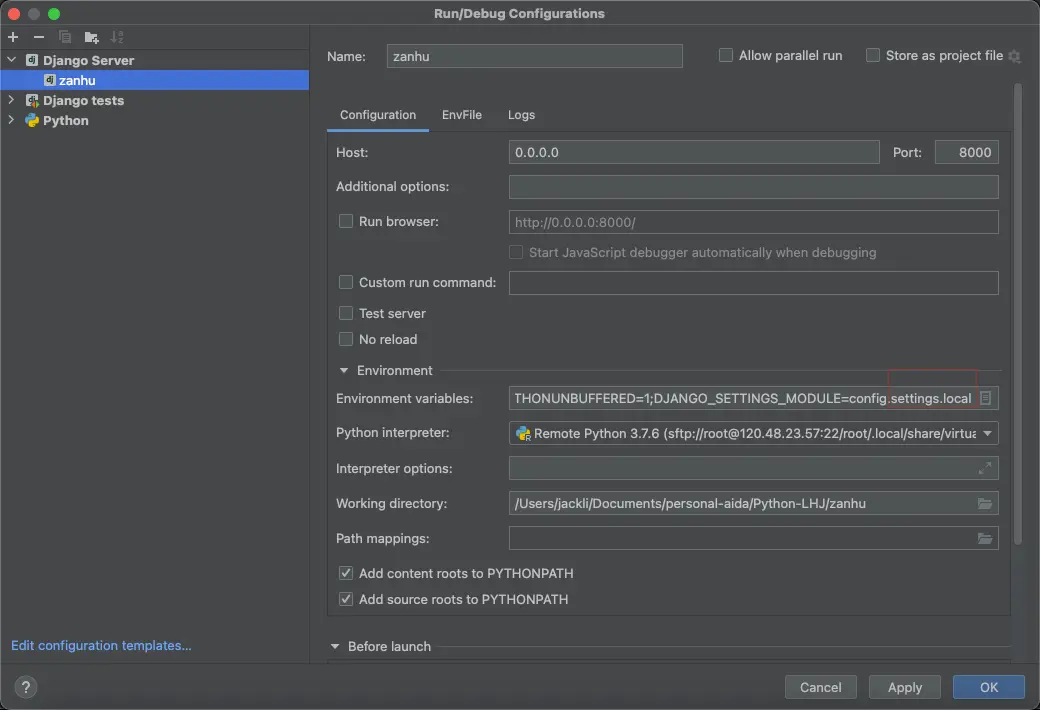 Run/Debug Configurations
Django Server
zanhu
Django tests
Python
Name: zanhu Allow parallel run Store as project file
Configuration EnvFile Logs
Host: 0.0.0.0 Port: 8000
Additional options:
Run browser: http://0.0.0.0:8000/
Start JavaScript debugger automatically when debugging
Custom run command:
Test server
No reload
Environment
Environment variables: THONUNBUFFERED=1;DJANGO_SETTINGS_MODULE=config.settings.local
Python interpreter: Remote Python 3.7.6 (sftp://root@120.48.23.57:22/root/.local/share/virtua
Interpreter options:
Working directory: /Users/jackli/Documents/personal-aida/Python-LHJ/zanhu
Path mappings:
Add content roots to PYTHONPATH
Add source roots to PYTHONPATH
Before launch
Edit configuration templates...
? Cancel Apply OK